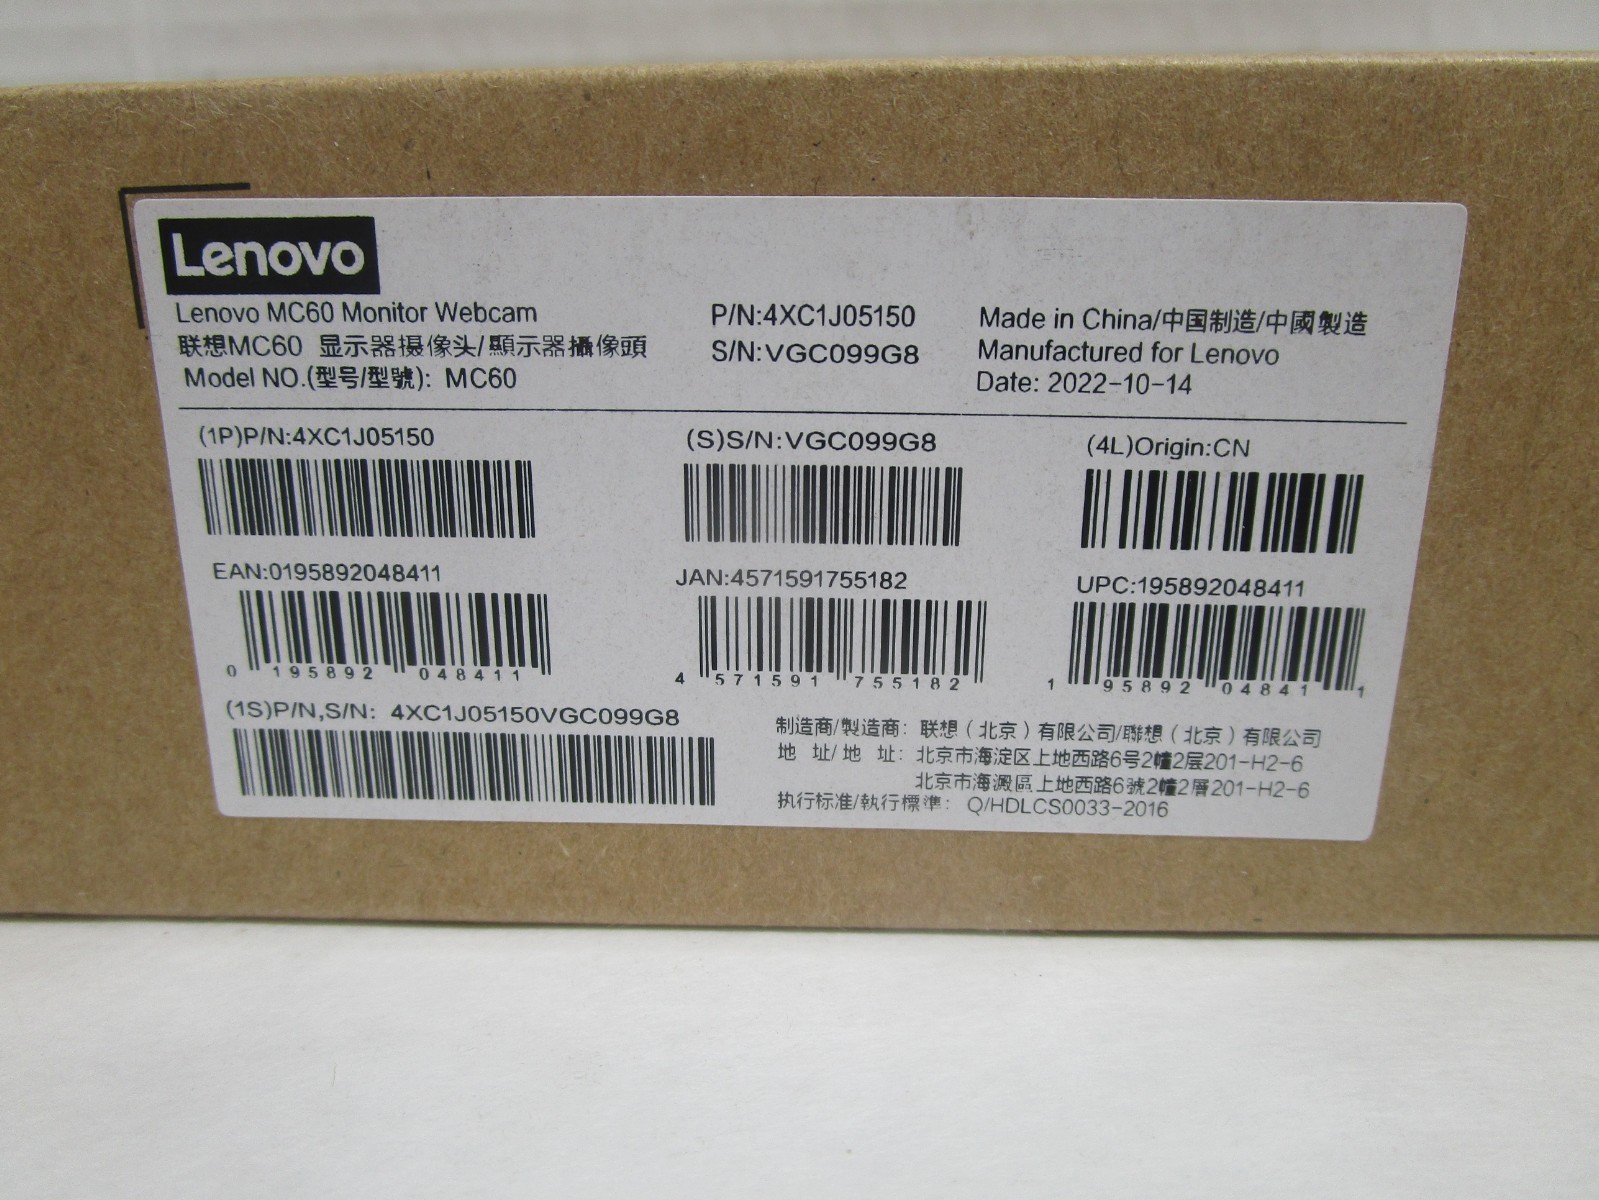 Lenovo
Lenovo MC60 Monitor Webcam
联想MC60 显示器摄像头/顯示器攝像頭
Model NO.(型号/型號): MC60
P/N:4XC1J05150
S/N:VGC099G8
Made in China/中国制造/中國製造
Manufactured for Lenovo
Date: 2022-10-14
(1P)P/N:4XC1J05150
(S)S/N:VGC099G8
(4L)Origin:CN
EAN:0195892048411
0 195892 048411
JAN:4571591755182
4 571591 755182
UPC:195892048411
1 95892 04841 1
(1S)P/N,S/N: 4XC1J05150VGC099G8
制造商/製造商: 联想（北京）有限公司/聯想（北京）有限公司
地 址/地 址: 北京市海淀区上地西路6号2幢2层201-H2-6
北京市海澱區上地西路6號2幢2層201-H2-6
执行标准/執行標準: Q/HDLCS0033-2016